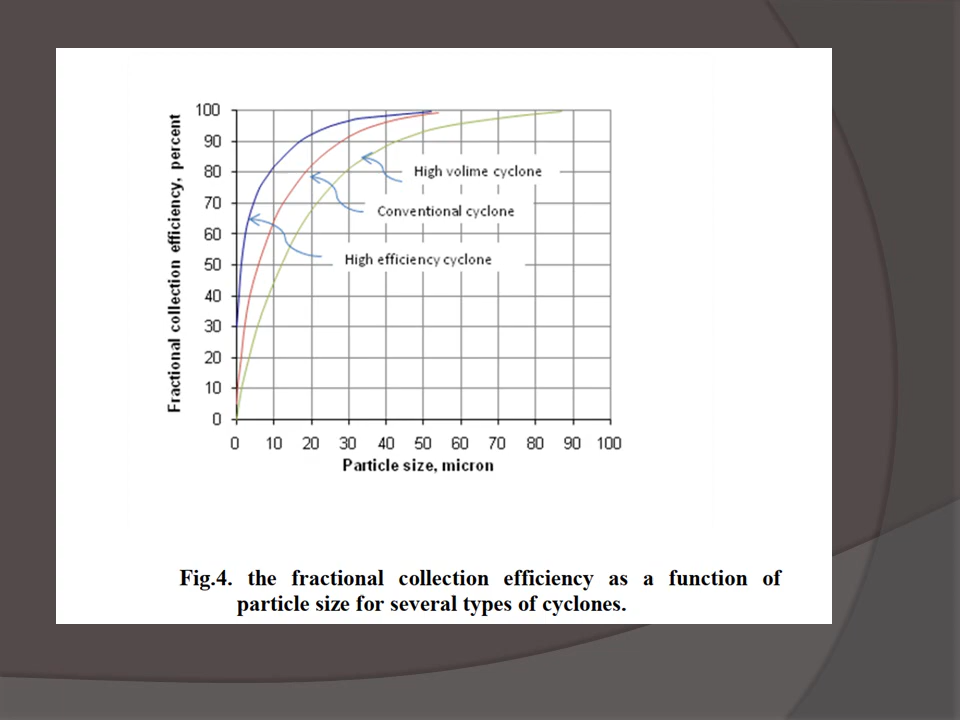 Fractional collection efficiency, percent
100
90
80
70
60
50
40
30
20
10
0
High volime cyclone
Conventional cyclone
High efficiency cyclone
0 10 20 30 40 50 60 70 80 90 100
Particle size, micron
Fig.4. the fractional collection efficiency as a function of
particle size for several types of cyclones.